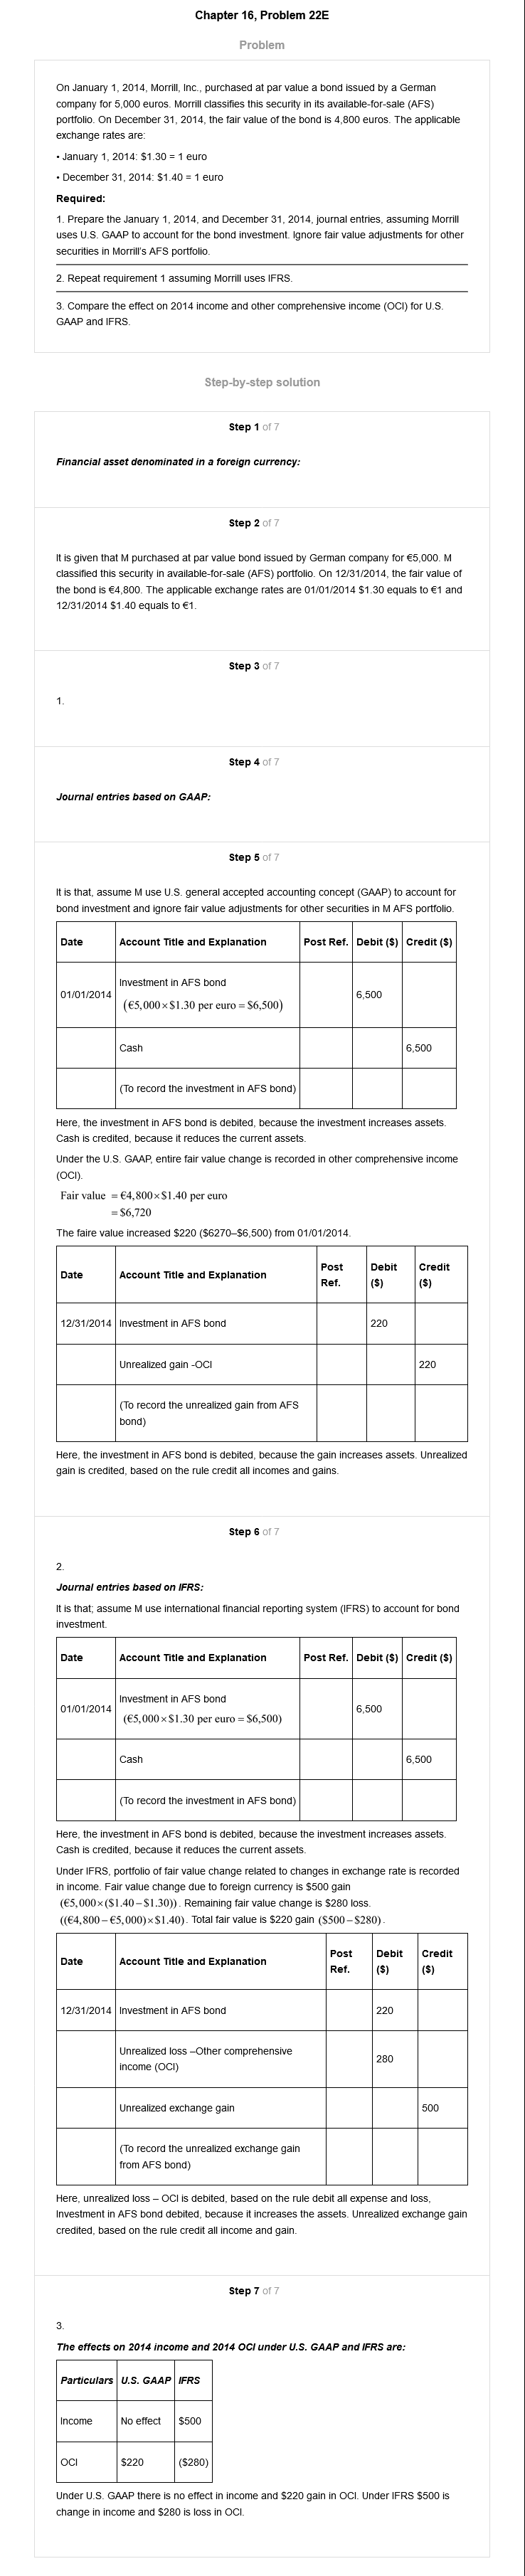 Chapter 16, Problem 22E
Problem
On January 1, 2014, Morrill, Inc., purchased at par value a bond issued by a German
company for 5,000 euros. Morrill classifies this security in its available-for-sale (AFS)
portfolio. On December 31, 2014, the fair value of the bond is 4,800 euros. The applicable
exchange rates are:
• January 1, 2014: $1.30 = 1 euro
• December 31, 2014: $1.40 = 1 euro
Required:
1. Prepare the January 1, 2014, and December 31, 2014, journal entries, assuming Morrill
uses U.S. GAAP to account for the bond investment. Ignore fair value adjustments for other
securities in Morrill's AFS portfolio.
2. Repeat requirement 1 assuming Morrill uses IFRS.
3. Compare the effect on 2014 income and other comprehensive income (OCI) for U.S.
GAAP and IFRS.
Step-by-step solution
Step 1 of 7
Financial asset denominated in a foreign currency:
Step 2 of 7
It is given that M purchased at par value bond issued by German company for €5,000. M
classified this security in available-for-sale (AFS) portfolio. On 12/31/2014, the fair value of
the bond is €4,800. The applicable exchange rates are 01/01/2014 $1.30 equals to €1 and
12/31/2014 $1.40 equals to €1.
Step 3 of 7
1.
Step 4 of 7
Journal entries based on GAAP:
Step 5 of 7
It is that, assume M use U.S. general accepted accounting concept (GAAP) to account for
bond investment and ignore fair value adjustments for other securities in M AFS portfolio.
Date Account Title and Explanation Post Ref. Debit ($) Credit ($)
Investment in AFS bond
01/01/2014 (€5,000×$1.30 per euro = $6,500) 6,500
Cash 6,500
(To record the investment in AFS bond)
Here, the investment in AFS bond is debited, because the investment increases assets.
Cash is credited, because it reduces the current assets.
Under the U.S. GAAP, entire fair value change is recorded in other comprehensive income
(OCI).
Fair value = €4,800×$1.40 per euro
= $6,720
The faire value increased $220 ($6270–$6,500) from 01/01/2014.
Date Account Title and Explanation Post Ref. Debit ($) Credit ($)
12/31/2014 Investment in AFS bond 220
Unrealized gain -OCI 220
(To record the unrealized gain from AFS
bond)
Here, the investment in AFS bond is debited, because the gain increases assets. Unrealized
gain is credited, based on the rule credit all incomes and gains.
Step 6 of 7
2.
Journal entries based on IFRS:
It is that; assume M use international financial reporting system (IFRS) to account for bond
investment.
Date Account Title and Explanation Post Ref. Debit ($) Credit ($)
Investment in AFS bond
01/01/2014 (€5,000×$1.30 per euro = $6,500) 6,500
Cash 6,500
(To record the investment in AFS bond)
Here, the investment in AFS bond is debited, because the investment increases assets.
Cash is credited, because it reduces the current assets.
Under IFRS, portfolio of fair value change related to changes in exchange rate is recorded
in income. Fair value change due to foreign currency is $500 gain
(€5,000×($1.40–$1.30)). Remaining fair value change is $280 loss.
((€4,800–€5,000)×$1.40). Total fair value is $220 gain ($500–$280).
Date Account Title and Explanation Post Ref. Debit ($) Credit ($)
12/31/2014 Investment in AFS bond 220
Unrealized loss –Other comprehensive
income (OCI) 280
Unrealized exchange gain 500
(To record the unrealized exchange gain
from AFS bond)
Here, unrealized loss – OCI is debited, based on the rule debit all expense and loss,
Investment in AFS bond debited, because it increases the assets. Unrealized exchange gain
credited, based on the rule credit all income and gain.
Step 7 of 7
3.
The effects on 2014 income and 2014 OCI under U.S. GAAP and IFRS are:
Particulars U.S. GAAP IFRS
Income No effect $500
OCI $220 ($280)
Under U.S. GAAP there is no effect in income and $220 gain in OCI. Under IFRS $500 is
change in income and $280 is loss in OCI.